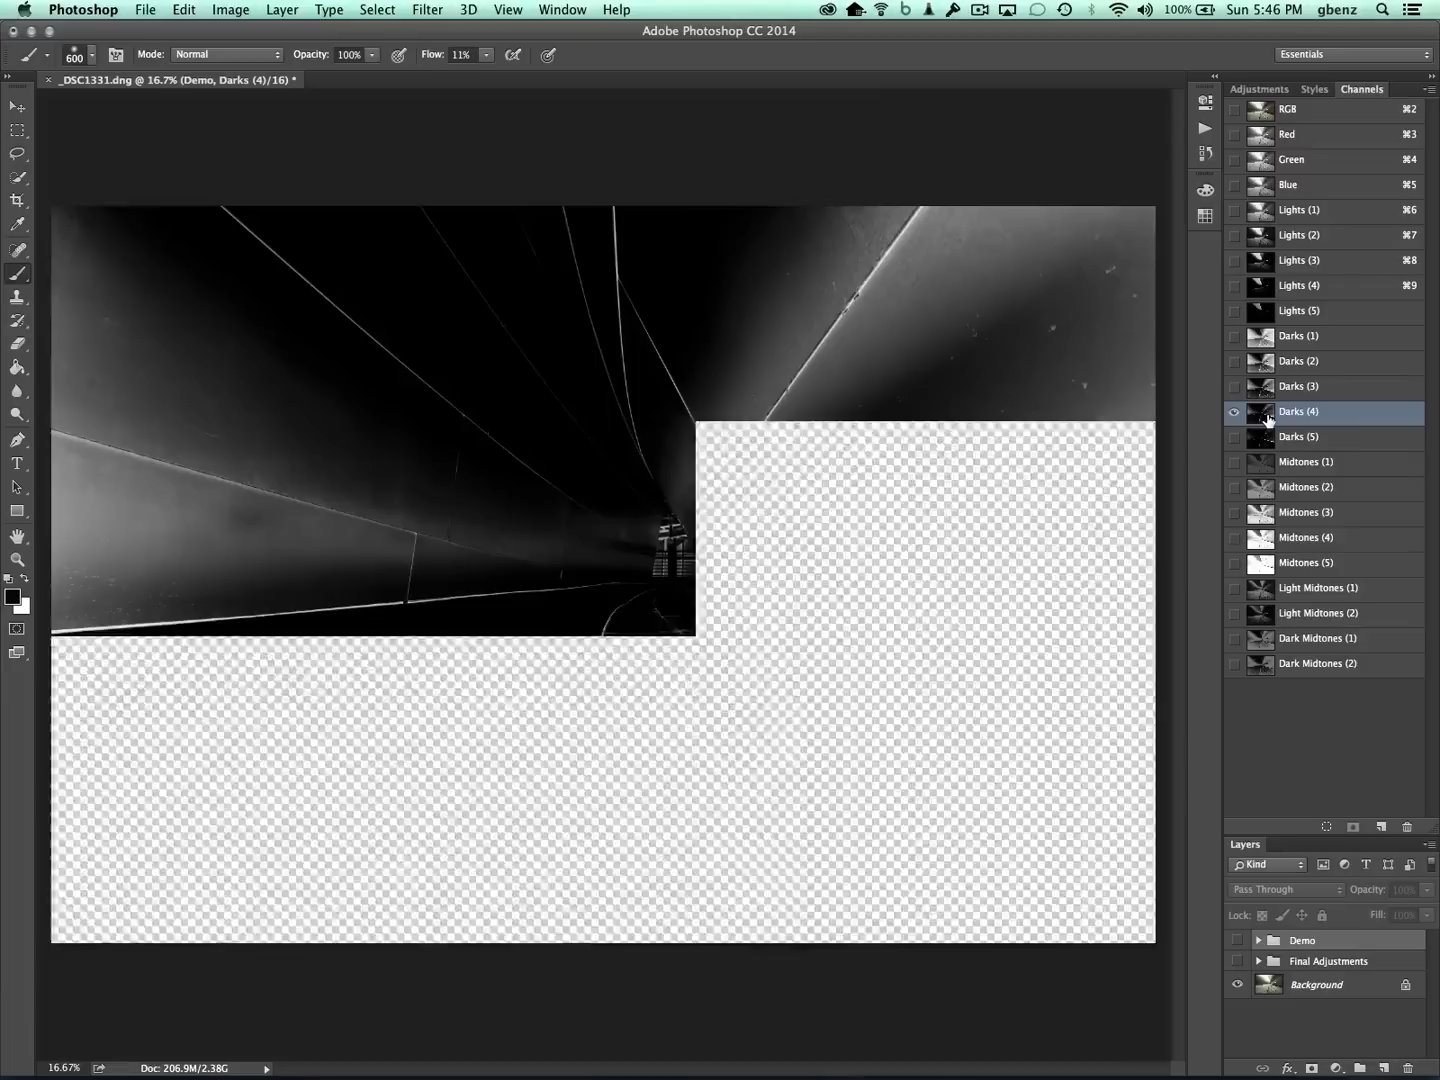 Photoshop File Edit Image Layer Type Select Filter 3D View Window Help 100% Sun 5:46 PM gbenz
Adobe Photoshop CC 2014
600 Mode: Normal Opacity: 100% Flow: 11% Essentials
× _DSC1331.dng @ 16.7% (Demo, Darks (4)/16) *
Adjustments Styles Channels
RGB ⌘2
Red ⌘3
Green ⌘4
Blue ⌘5
Lights (1) ⌘6
Lights (2) ⌘7
Lights (3) ⌘8
Lights (4) ⌘9
Lights (5)
Darks (1)
Darks (2)
Darks (3)
Darks (4)
Darks (5)
Midtones (1)
Midtones (2)
Midtones (3)
Midtones (4)
Midtones (5)
Light Midtones (1)
Light Midtones (2)
Dark Midtones (1)
Dark Midtones (2)
Layers
Kind
Pass Through Opacity: 100%
Lock: Fill: 100%
Demo
Final Adjustments
Background
16.67% Doc: 206.9M/2.38G